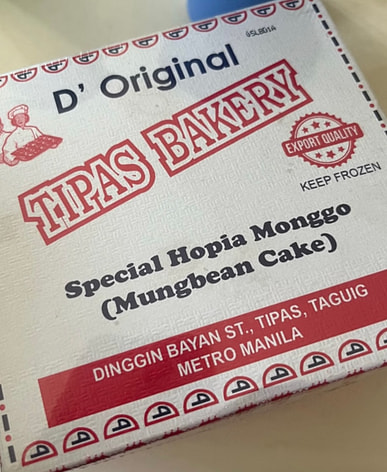 @SLBD1A
D' Original
TIPAS BAKERY
EXPORT QUALITY
KEEP FROZEN
Special Hopia Monggo
(Mungbean Cake)
DINGGIN BAYAN ST., TIPAS, TAGUIG
METRO MANILA